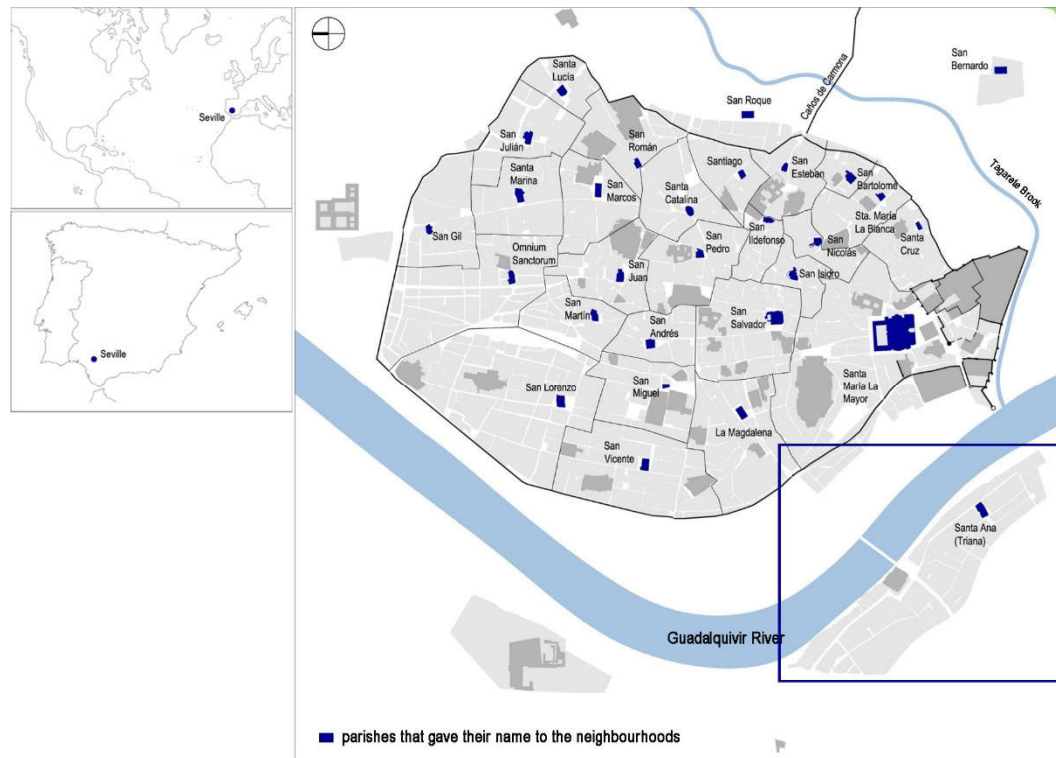 Seville
Seville
Santa
Lucía
San
Bernardo
Caños de Carmona
San Roque
San
Julián
San
Román
Santiago
San
Esteban
San
Bartolome
Tagarete Brook
Santa
Marina
San
Marcos
Santa
Catalina
Sta. María
La Blanca
San
Ildefonso
San
Nicolás
Santa
Cruz
San Gil
Omnium
Sanctorum
San
Juan
San
Pedro
San Isidro
San
Martín
San
Andrés
San
Salvador
San Lorenzo
San
Miguel
Santa
María La
Mayor
La Magdalena
San
Vicente
Santa Ana
(Triana)
Guadalquivir River
parishes that gave their name to the neighbourhoods